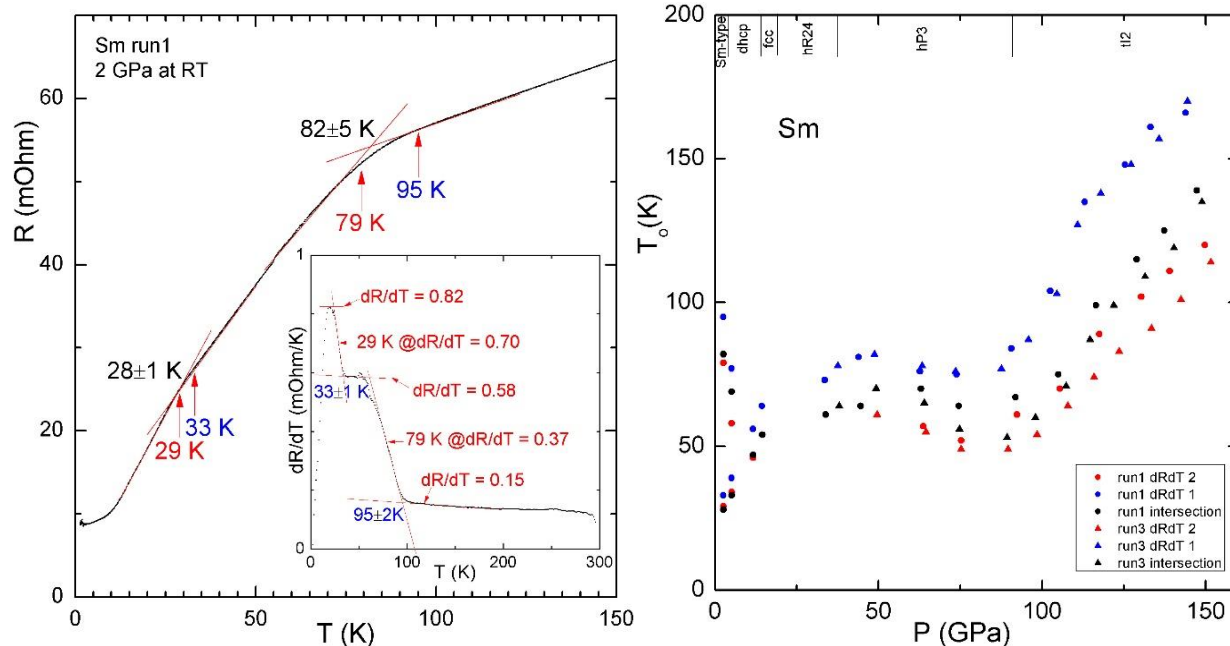 Sm run1
2 GPa at RT
82±5 K
95 K
79 K
28±1 K
33 K
29 K
R (mOhm)
60
40
20
0
0
50
100
150
T (K)
1
0
dR/dT (mOhm/K)
dR/dT = 0.82
29 K @dR/dT = 0.70
33±1 K
dR/dT = 0.58
79 K @dR/dT = 0.37
dR/dT = 0.15
95±2K
0
100
200
300
T (K)
Sm-type
dhcp
fcc
hR24
hP3
tI2
Sm
To(K)
200
150
100
50
0
0
50
100
150
P (GPa)
run1 dRdT 2
run1 dRdT 1
run1 intersection
run3 dRdT 2
run3 dRdT 1
run3 intersection